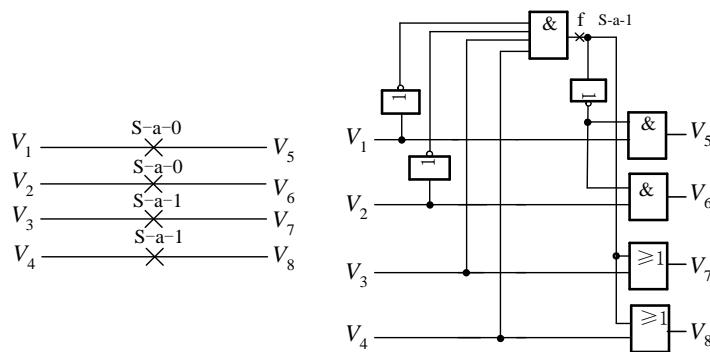 S-a-0
V1 V5
S-a-0
V2 V6
S-a-1
V3 V7
S-a-1
V4 V8
& f S-a-1
1
1
V1 & V5
1
V2 & V6
V3 ≥1 V7
V4 ≥1 V8